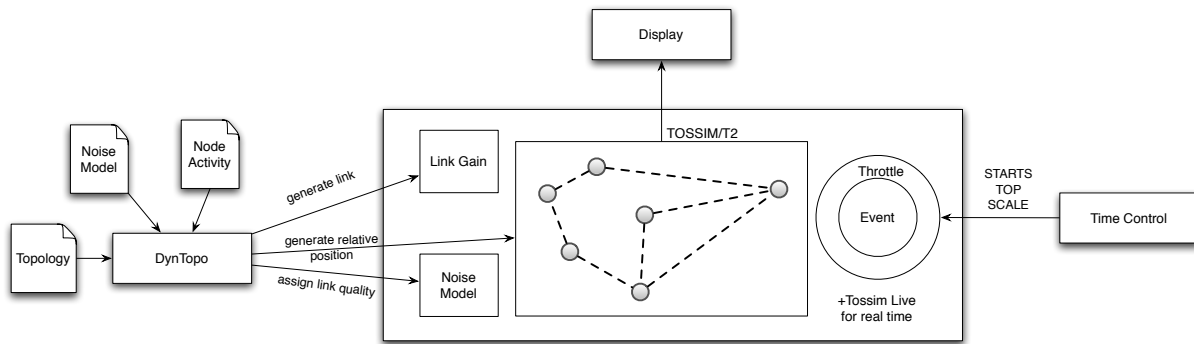 Display
TOSSIM/T2
Noise
Model
Node
Activity
Topology
DynTopo
generate link
generate relative
position
assign link quality
Link Gain
Noise
Model
Throttle
Event
+Tossim Live
for real time
STARTS
TOP
SCALE
Time Control